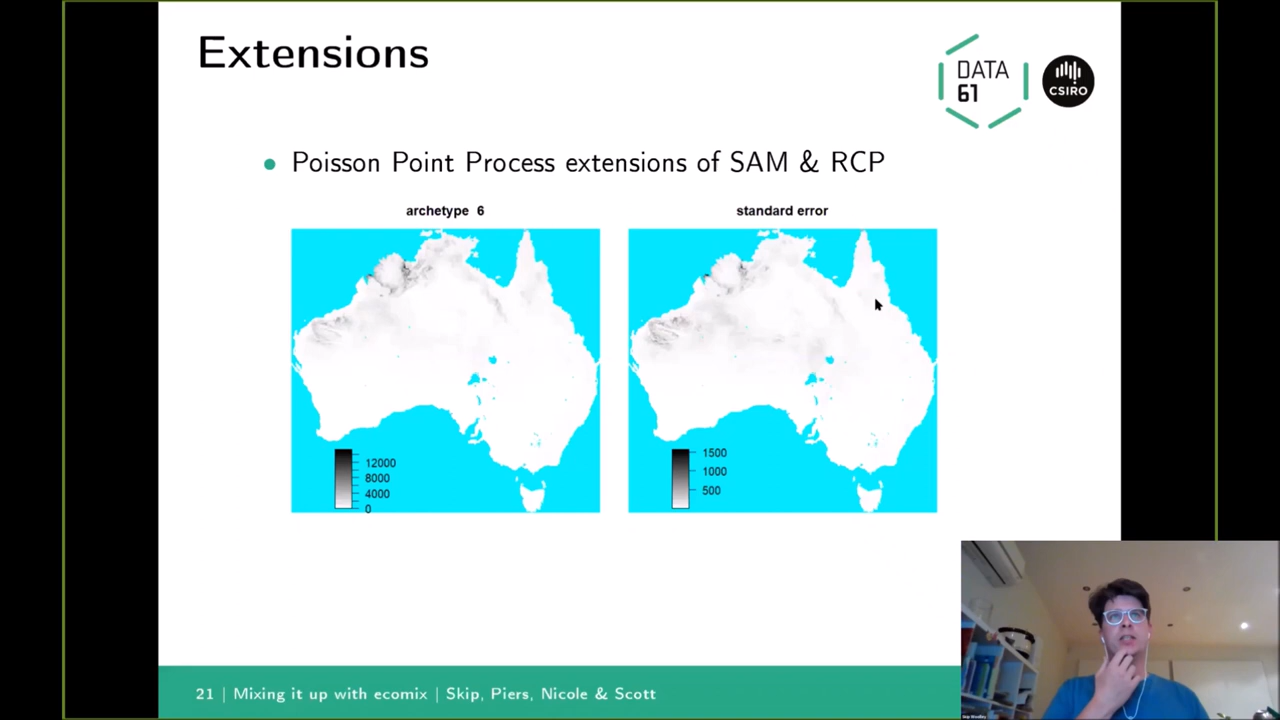 Extensions
DATA
61
CSIRO
Poisson Point Process extensions of SAM & RCP
archetype 6
standard error
12000
8000
4000
0
1500
1000
500
21 | Mixing it up with ecomix | Skip, Piers, Nicole & Scott